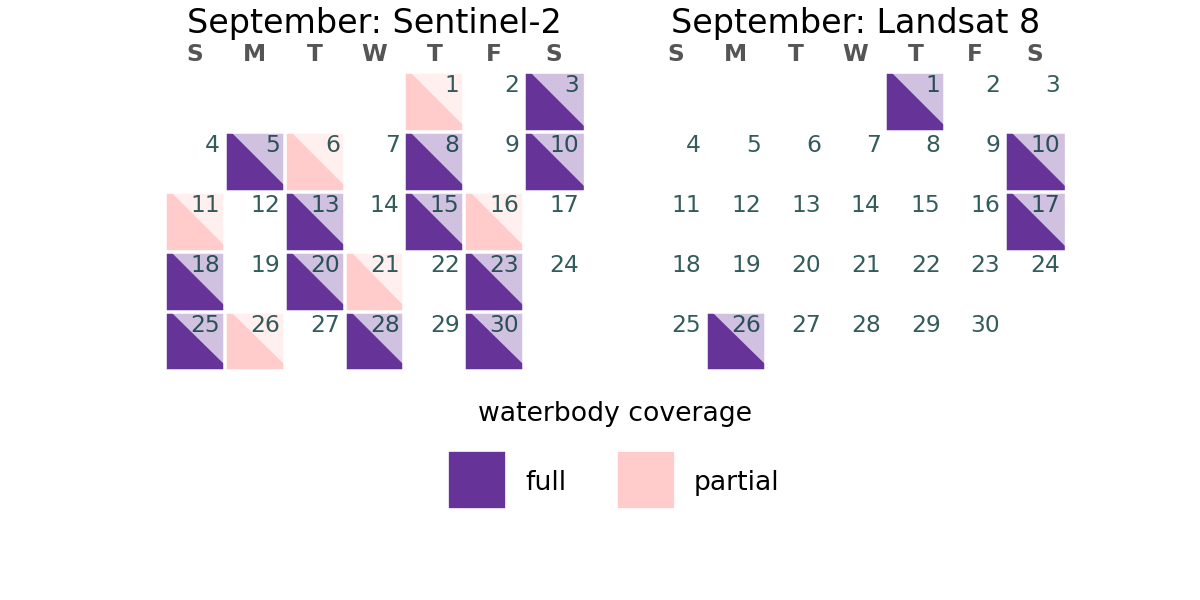 September: Sentinel-2
S M T W T F S
1 2 3
4 5 6 7 8 9 10
11 12 13 14 15 16 17
18 19 20 21 22 23 24
25 26 27 28 29 30
September: Landsat 8
S M T W T F S
1 2 3
4 5 6 7 8 9 10
11 12 13 14 15 16 17
18 19 20 21 22 23 24
25 26 27 28 29 30
waterbody coverage
full partial